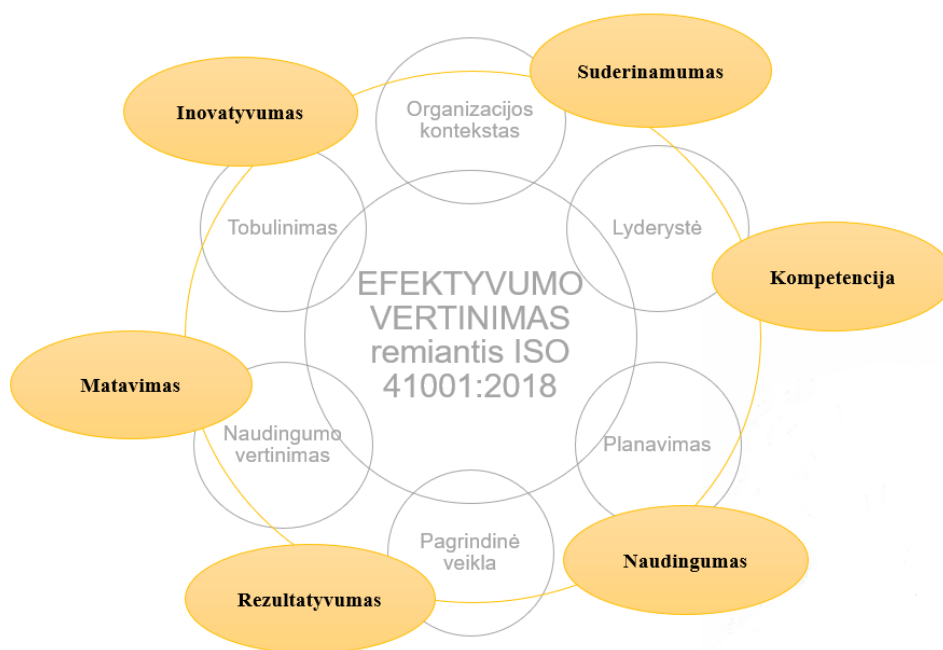 Suderinamumas
Inovatyvumas
Organizacijos
kontekstas
Tobulinimas
Lyderystė
Kompetencija
EFEKTYVUMO
VERTINIMAS
remiantis ISO
41001:2018
Matavimas
Naudingumo
vertinimas
Planavimas
Pagrindinė
veikla
Naudingumas
Rezultatyvumas